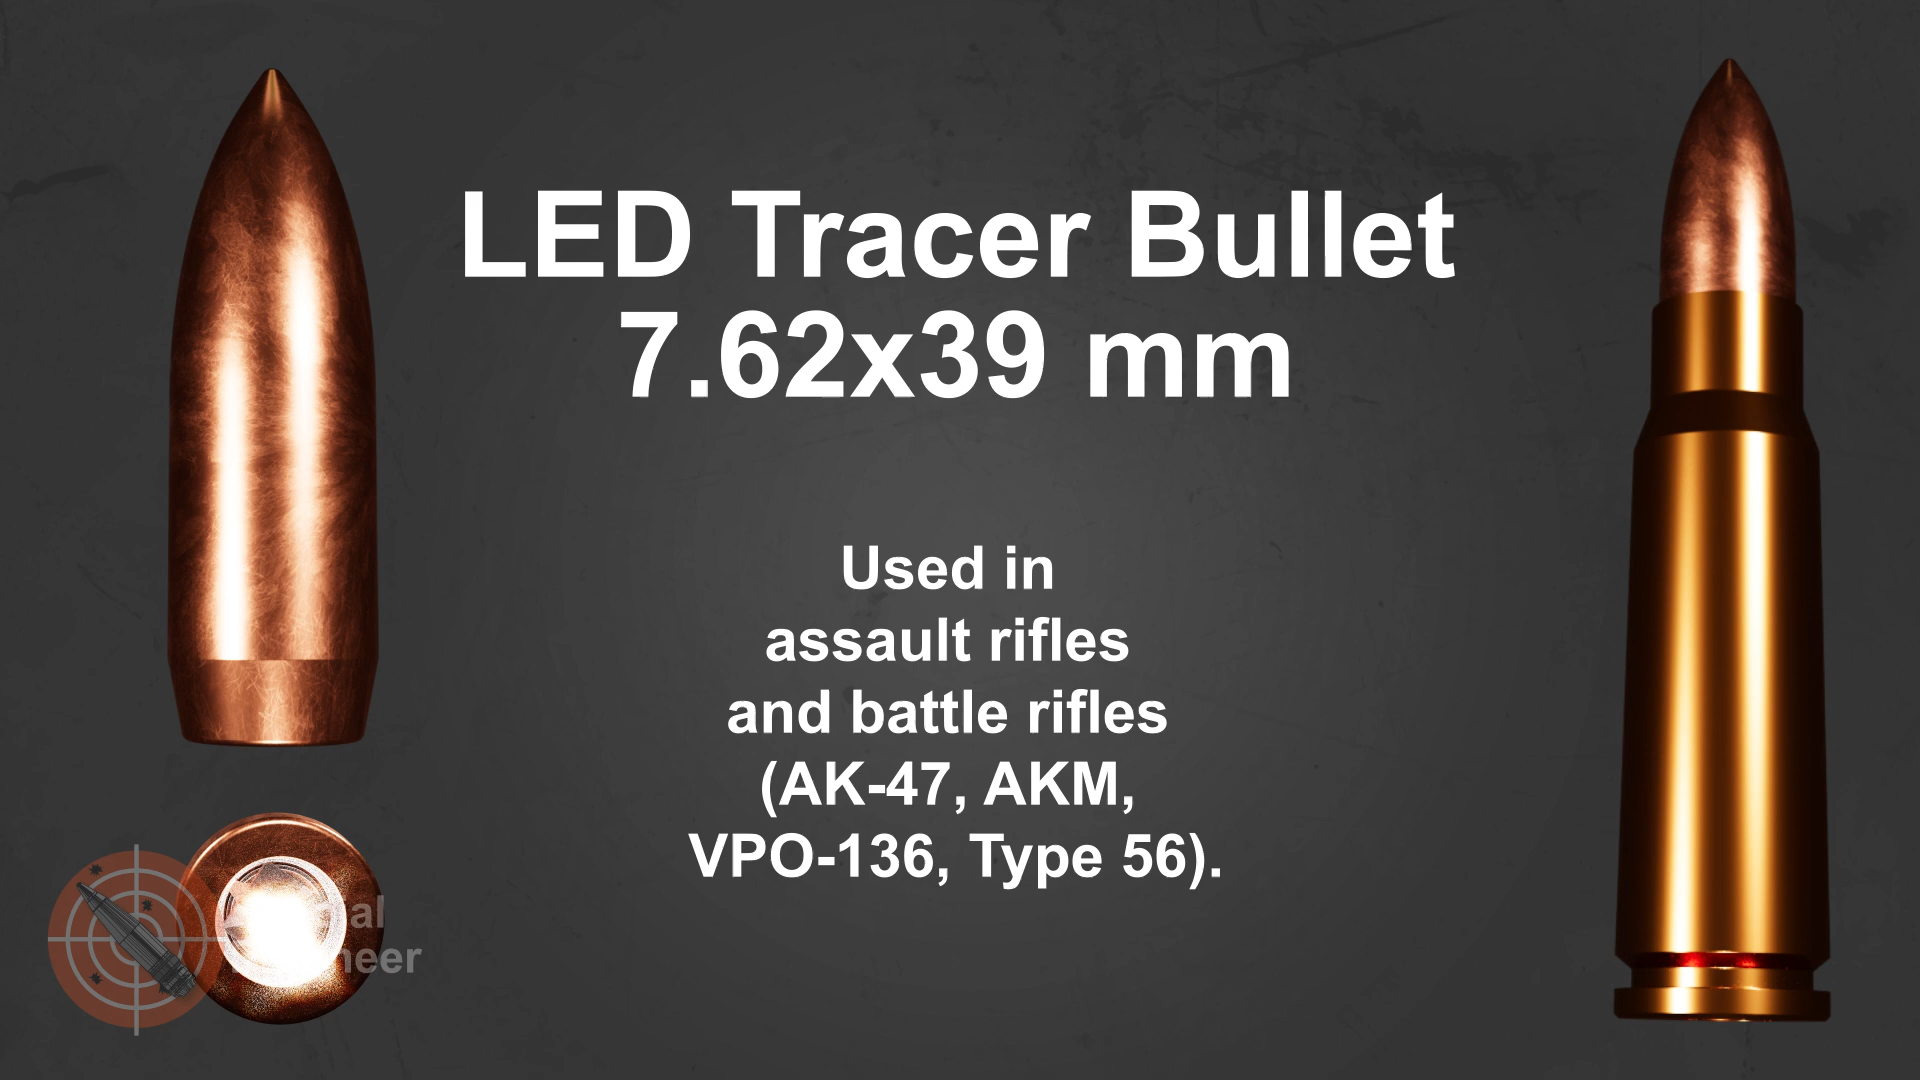 LED Tracer Bullet
7.62x39 mm
Used in
assault rifles
and battle rifles
(AK-47, AKM,
VPO-136, Type 56).